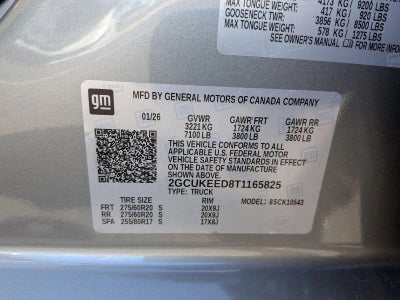 MAX TONGUE WEIGHT: 4173 KG / 9200 LBS
417 KG / 920 LBS
GOOSENECK TWR: 3856 KG / 8500 LBS
MAX TONGUE WEIGHT: 578 KG / 1275 LBS
SEE OWNER'S MANUAL FOR MORE INFORMATION.
gm
MFD BY GENERAL MOTORS OF CANADA COMPANY
01/26 GVWR GAWR FRT GAWR RR
3221 KG 1724 KG 1724 KG
7100 LB 3800 LB 3800 LB
THIS VEHICLE CONFORMS TO ALL
APPLICABLE U.S. FEDERAL MOTOR
VEHICLE SAFETY STANDARDS IN EFFECT
ON THE DATE OF MANUFACTURE
SHOWN ABOVE.
2GCUKEED8T1165825
TYPE: TRUCK
TIRE SIZE RIM MODEL: 85CK10543
FRT 275/60R20 S 20X9J
RR 275/60R20 S 20X9J
SPA 255/80R17 S 17X8J